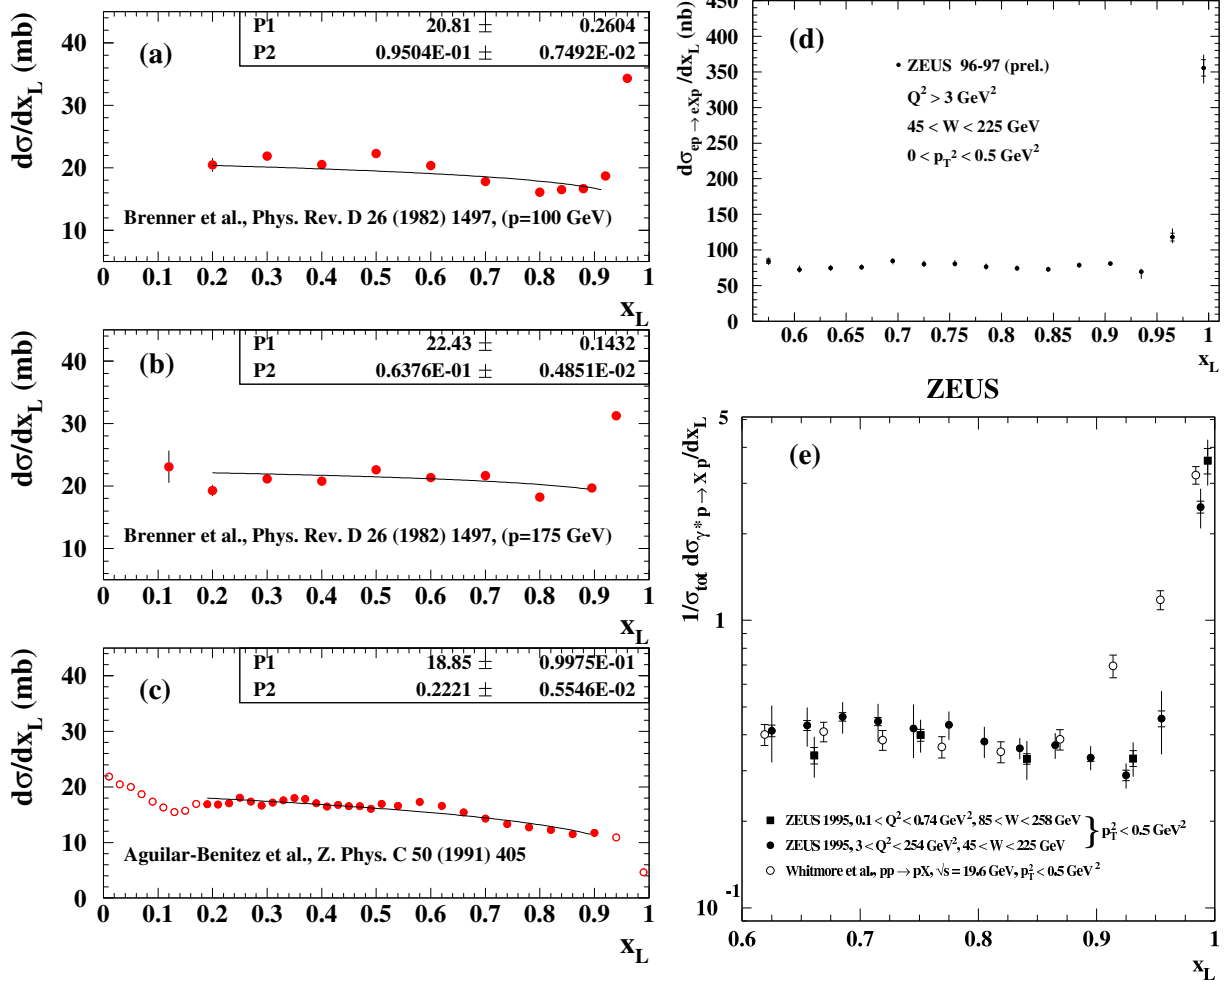 (a)
P1 20.81 ± 0.2604
P2 0.9504E-01 ± 0.7492E-02
dσ/dx_L (mb)
40
30
20
10
Brenner et al., Phys. Rev. D 26 (1982) 1497, (p=100 GeV)
0 0.1 0.2 0.3 0.4 0.5 0.6 0.7 0.8 0.9 1
x_L
(b)
P1 22.43 ± 0.1432
P2 0.6376E-01 ± 0.4851E-02
dσ/dx_L (mb)
40
30
20
10
Brenner et al., Phys. Rev. D 26 (1982) 1497, (p=175 GeV)
0 0.1 0.2 0.3 0.4 0.5 0.6 0.7 0.8 0.9 1
x_L
(c)
P1 18.85 ± 0.9975E-01
P2 0.2221 ± 0.5546E-02
dσ/dx_L (mb)
40
30
20
10
0
Aguilar-Benitez et al., Z. Phys. C 50 (1991) 405
0 0.1 0.2 0.3 0.4 0.5 0.6 0.7 0.8 0.9 1
x_L
(d)
dσ_ep → eXp /dx_L (nb)
450
400
350
300
250
200
150
100
50
0
ZEUS 96-97 (prel.)
Q² > 3 GeV²
45 < W < 225 GeV
0 < p_T² < 0.5 GeV²
0.6 0.65 0.7 0.75 0.8 0.85 0.9 0.95 1
x_L
ZEUS
(e)
1/σ_tot dσ_γ* p → X p/dx_L
5
1
10⁻¹
ZEUS 1995, 0.1 < Q² < 0.74 GeV², 85 < W < 258 GeV
ZEUS 1995, 3 < Q² < 254 GeV², 45 < W < 225 GeV
} p_T² < 0.5 GeV²
Whitmore et al., pp → pX, √s = 19.6 GeV, p_T² < 0.5 GeV²
0.6 0.7 0.8 0.9 1
x_L